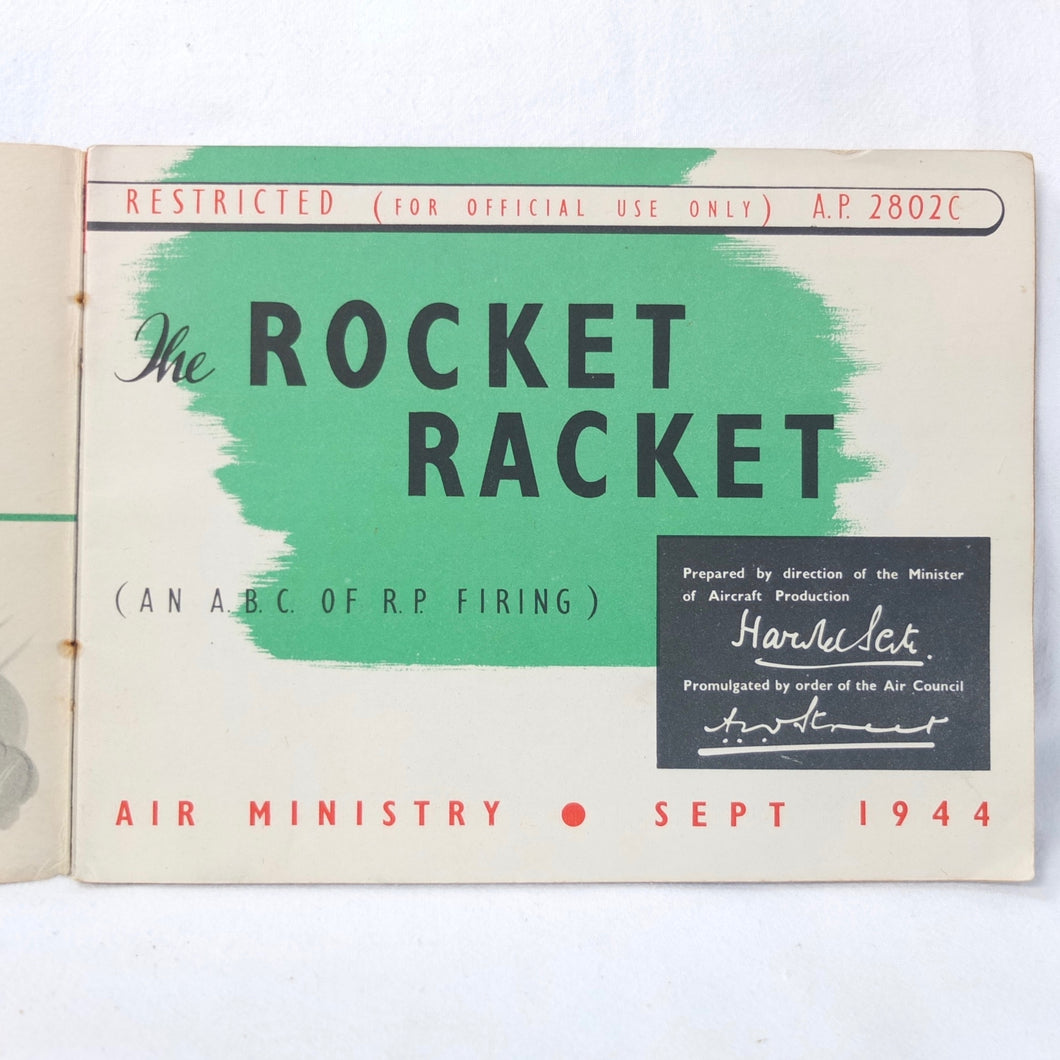 RESTRICTED (FOR OFFICIAL USE ONLY) A.P. 2802C
The ROCKET
RACKET
(AN A.B.C. OF R.P. FIRING)
Prepared by direction of the Minister
of Aircraft Production
Promulgated by order of the Air Council
A.W. Street
AIR MINISTRY ● SEPT 1944